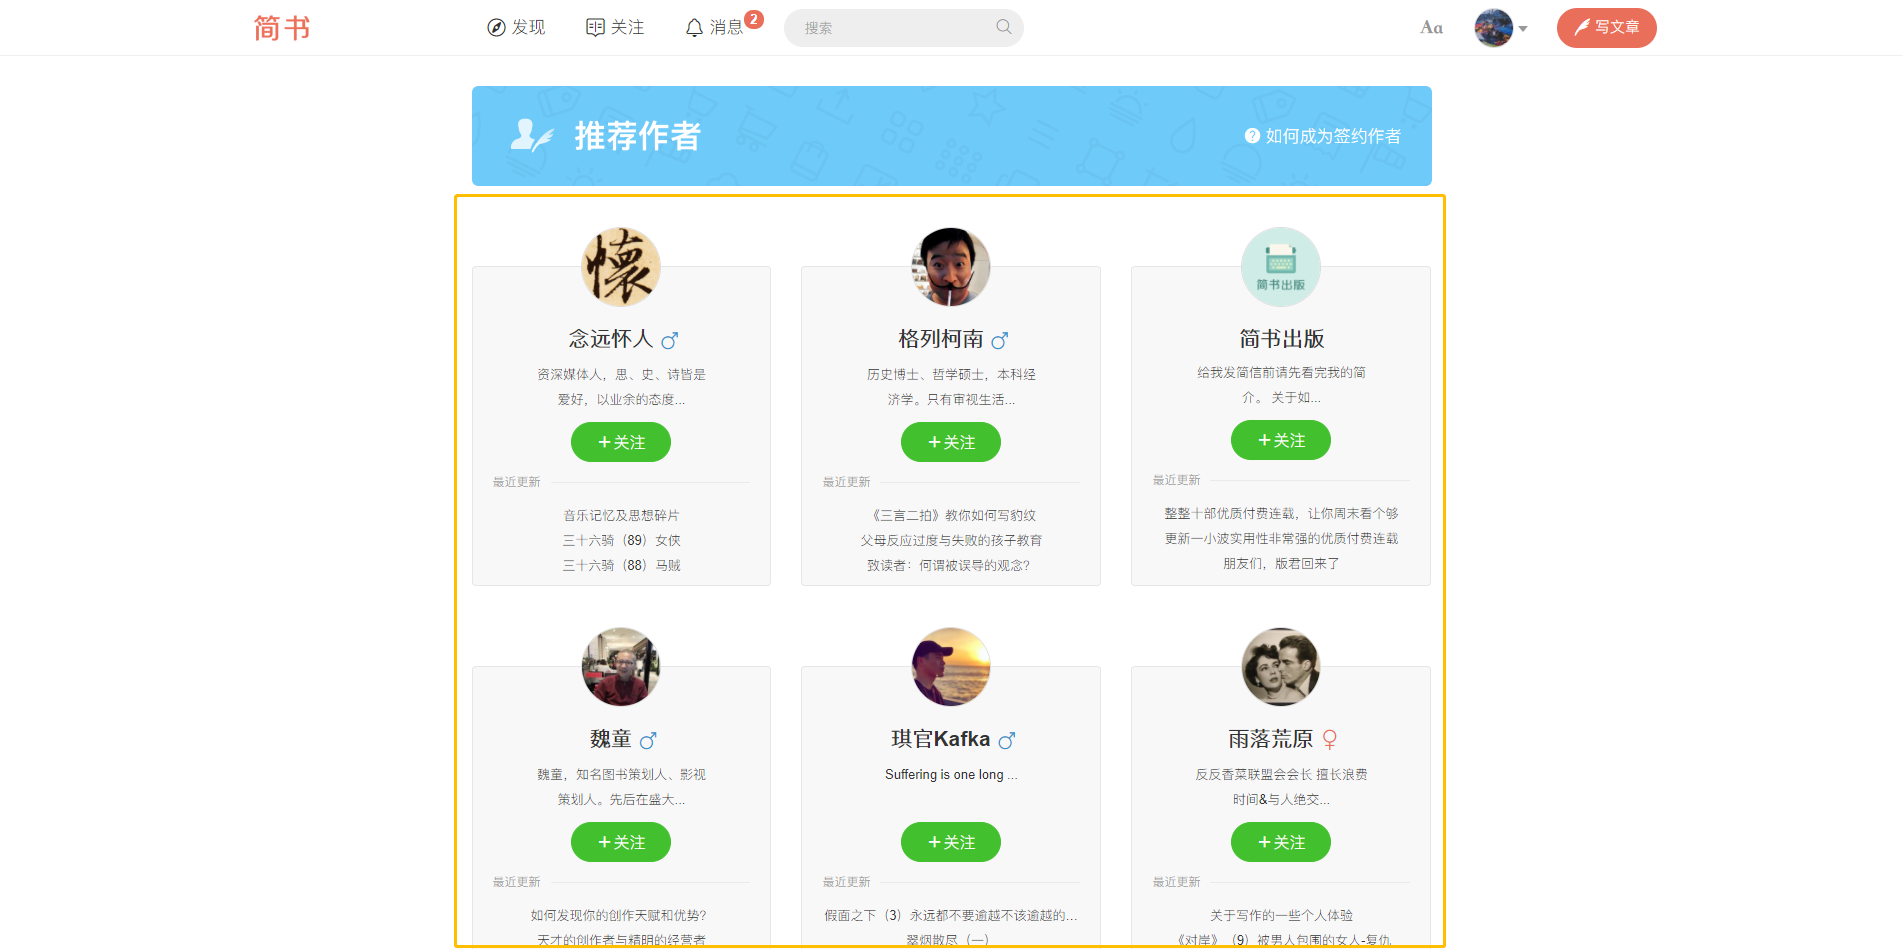 简书
发现
关注
消息
2
搜索
Aa
写文章
推荐作者
如何成为签约作者
懷
简书出版
念远怀人
资深媒体人，思、史、诗皆是
爱好，以业余的态度...
+关注
最近更新
音乐记忆及思想碎片
三十六骑（89）女侠
三十六骑（88）马贼
格列柯南
历史博士、哲学硕士，本科经
济学。只有审视生活...
+关注
最近更新
《三言二拍》教你如何写豹纹
父母反应过度与失败的孩子教育
致读者：何谓被误导的观念？
简书出版
给我发简信前请先看完我的简
介。 关于如...
+关注
最近更新
整整十部优质付费连载，让你周末看个够
更新一小波实用性非常强的优质付费连载
朋友们，版君回来了
魏童
魏童，知名图书策划人、影视
策划人。先后在盛大...
+关注
最近更新
如何发现你的创作天赋和优势？
天才的创作者与精明的经营者
琪官Kafka
Suffering is one long ...
+关注
最近更新
假面之下（3）永远都不要逾越不该逾越的...
翠烟散尽（一）
雨落荒原
反反香菜联盟会会长 擅长浪费
时间&与人绝交...
+关注
最近更新
关于写作的一些个人体验
《对岸》（9）被男人包围的女人-复仇